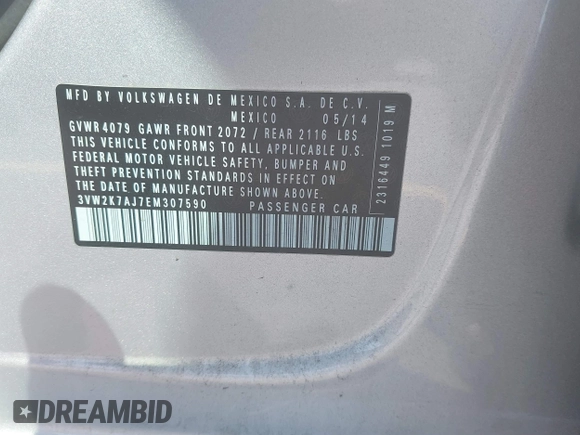 MFD BY VOLKSWAGEN DE MEXICO S.A. DE C.V.
MEXICO 05/14
GVWR 4079 GAWR FRONT 2072 / REAR 2116 LBS
THIS VEHICLE CONFORMS TO ALL APPLICABLE U.S.
FEDERAL MOTOR VEHICLE SAFETY, BUMPER AND
THEFT PREVENTION STANDARDS IN EFFECT ON
THE DATE OF MANUFACTURE SHOWN ABOVE.
3VW2K7AJ7EM307590 PASSENGER CAR
2316449 1019 M
DREAMBID